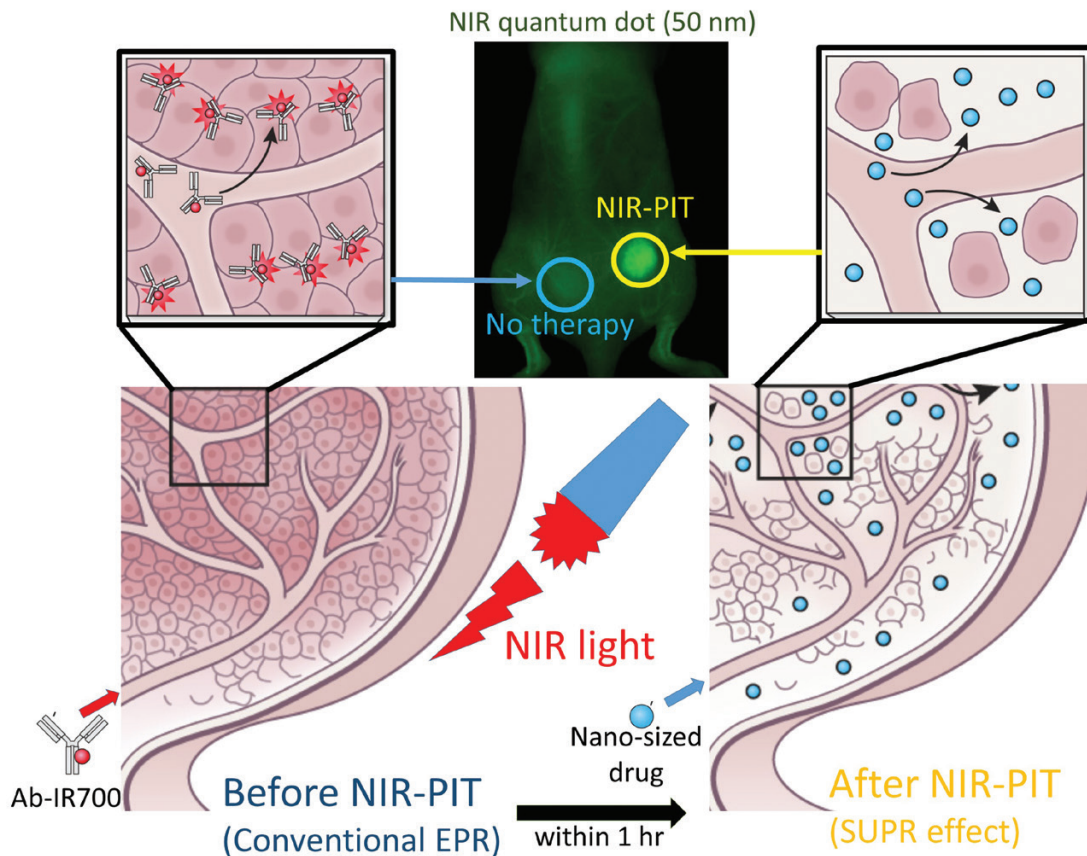 NIR quantum dot (50 nm)
NIR-PIT
No therapy
NIR light
Ab-IR700
Nano-sized
drug
Before NIR-PIT
(Conventional EPR)
within 1 hr
After NIR-PIT
(SUPR effect)